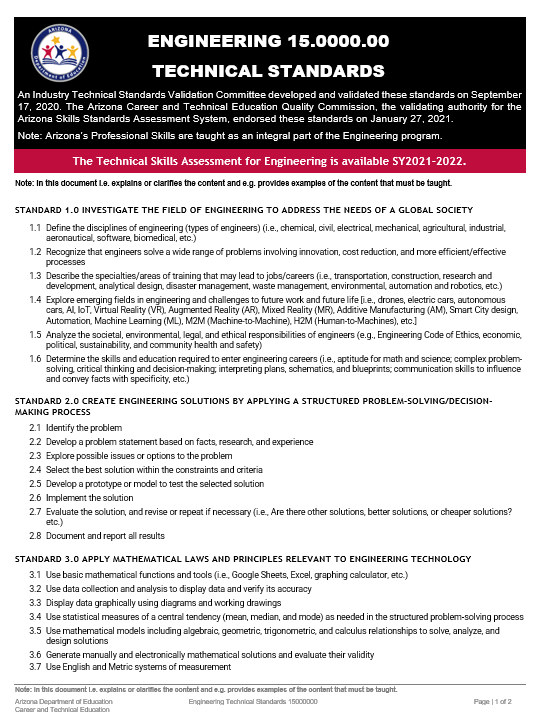 ARIZONA
Department of Education
ENGINEERING 15.0000.00
TECHNICAL STANDARDS
An Industry Technical Standards Validation Committee developed and validated these standards on September
17, 2020. The Arizona Career and Technical Education Quality Commission, the validating authority for the
Arizona Skills Standards Assessment System, endorsed these standards on January 27, 2021.
Note: Arizona's Professional Skills are taught as an integral part of the Engineering program.
The Technical Skills Assessment for Engineering is available SY2021-2022.
Note: In this document i.e. explains or clarifies the content and e.g. provides examples of the content that must be taught.
STANDARD 1.0 INVESTIGATE THE FIELD OF ENGINEERING TO ADDRESS THE NEEDS OF A GLOBAL SOCIETY
1.1 Define the disciplines of engineering (types of engineers) (i.e., chemical, civil, electrical, mechanical, agricultural, industrial,
aeronautical, software, biomedical, etc.)
1.2 Recognize that engineers solve a wide range of problems involving innovation, cost reduction, and more efficient/effective
processes
1.3 Describe the specialties/areas of training that may lead to jobs/careers (i.e., transportation, construction, research and
development, analytical design, disaster management, waste management, environmental, automation and robotics, etc.)
1.4 Explore emerging fields in engineering and challenges to future work and future life [i.e., drones, electric cars, autonomous
cars, AI, IoT, Virtual Reality (VR), Augmented Reality (AR), Mixed Reality (MR), Additive Manufacturing (AM), Smart City design,
Automation, Machine Learning (ML), M2M (Machine-to-Machine), H2M (Human-to-Machines), etc.]
1.5 Analyze the societal, environmental, legal, and ethical responsibilities of engineers (e.g., Engineering Code of Ethics, economic,
political, sustainability, and community health and safety)
1.6 Determine the skills and education required to enter engineering careers (i.e., aptitude for math and science; complex problem-
solving, critical thinking and decision-making; interpreting plans, schematics, and blueprints; communication skills to influence
and convey facts with specificity, etc.)
STANDARD 2.0 CREATE ENGINEERING SOLUTIONS BY APPLYING A STRUCTURED PROBLEM-SOLVING/DECISION-
MAKING PROCESS
2.1 Identify the problem
2.2 Develop a problem statement based on facts, research, and experience
2.3 Explore possible issues or options to the problem
2.4 Select the best solution within the constraints and criteria
2.5 Develop a prototype or model to test the selected solution
2.6 Implement the solution
2.7 Evaluate the solution, and revise or repeat if necessary (i.e., Are there other solutions, better solutions, or cheaper solutions?
etc.)
2.8 Document and report all results
STANDARD 3.0 APPLY MATHEMATICAL LAWS AND PRINCIPLES RELEVANT TO ENGINEERING TECHNOLOGY
3.1 Use basic mathematical functions and tools (i.e., Google Sheets, Excel, graphing calculator, etc.)
3.2 Use data collection and analysis to display data and verify its accuracy
3.3 Display data graphically using diagrams and working drawings
3.4 Use statistical measures of a central tendency (mean, median, and mode) as needed in the structured problem-solving process
3.5 Use mathematical models including algebraic, geometric, trigonometric, and calculus relationships to solve, analyze, and
design solutions
3.6 Generate manually and electronically mathematical solutions and evaluate their validity
3.7 Use English and Metric systems of measurement
Note: In this document i.e. explains or clarifies the content and e.g. provides examples of the content that must be taught.
Arizona Department of Education Engineering Technical Standards 15000000 Page | 1 of 2
Career and Technical Education